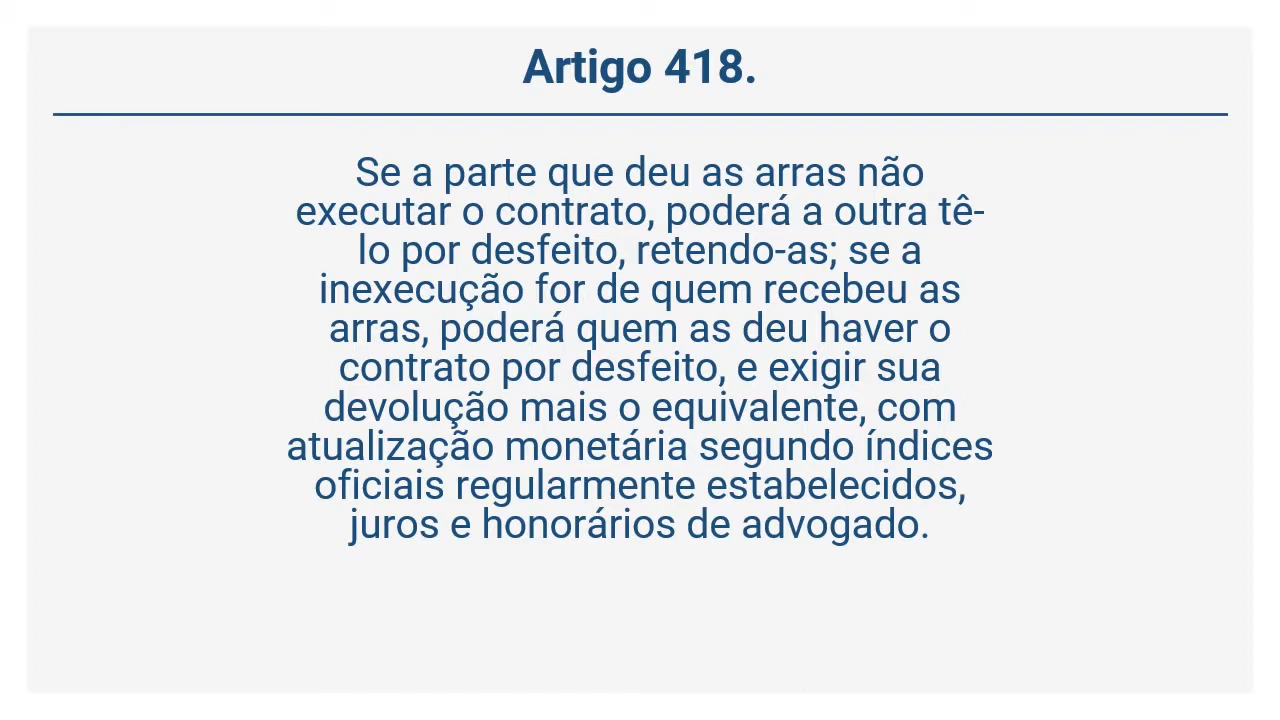 Artigo 418.
Se a parte que deu as arras não
executar o contrato, poderá a outra tê-
lo por desfeito, retendo-as; se a
inexecução for de quem recebeu as
arras, poderá quem as deu haver o
contrato por desfeito, e exigir sua
devolução mais o equivalente, com
atualização monetária segundo índices
oficiais regularmente estabelecidos,
juros e honorários de advogado.